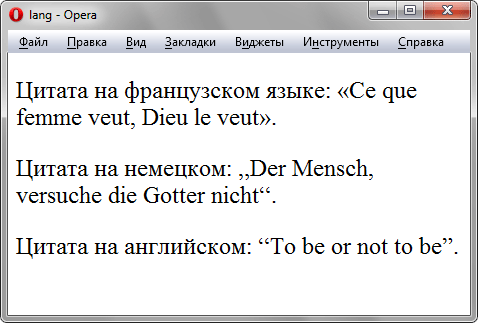 lang - Opera
Файл Правка Вид Закладки Виджеты Инструменты Справка
Цитата на французском языке: «Ce que
femme veut, Dieu le veut».
Цитата на немецком: „Der Mensch,
versuche die Gotter nicht“.
Цитата на английском: “To be or not to be”.